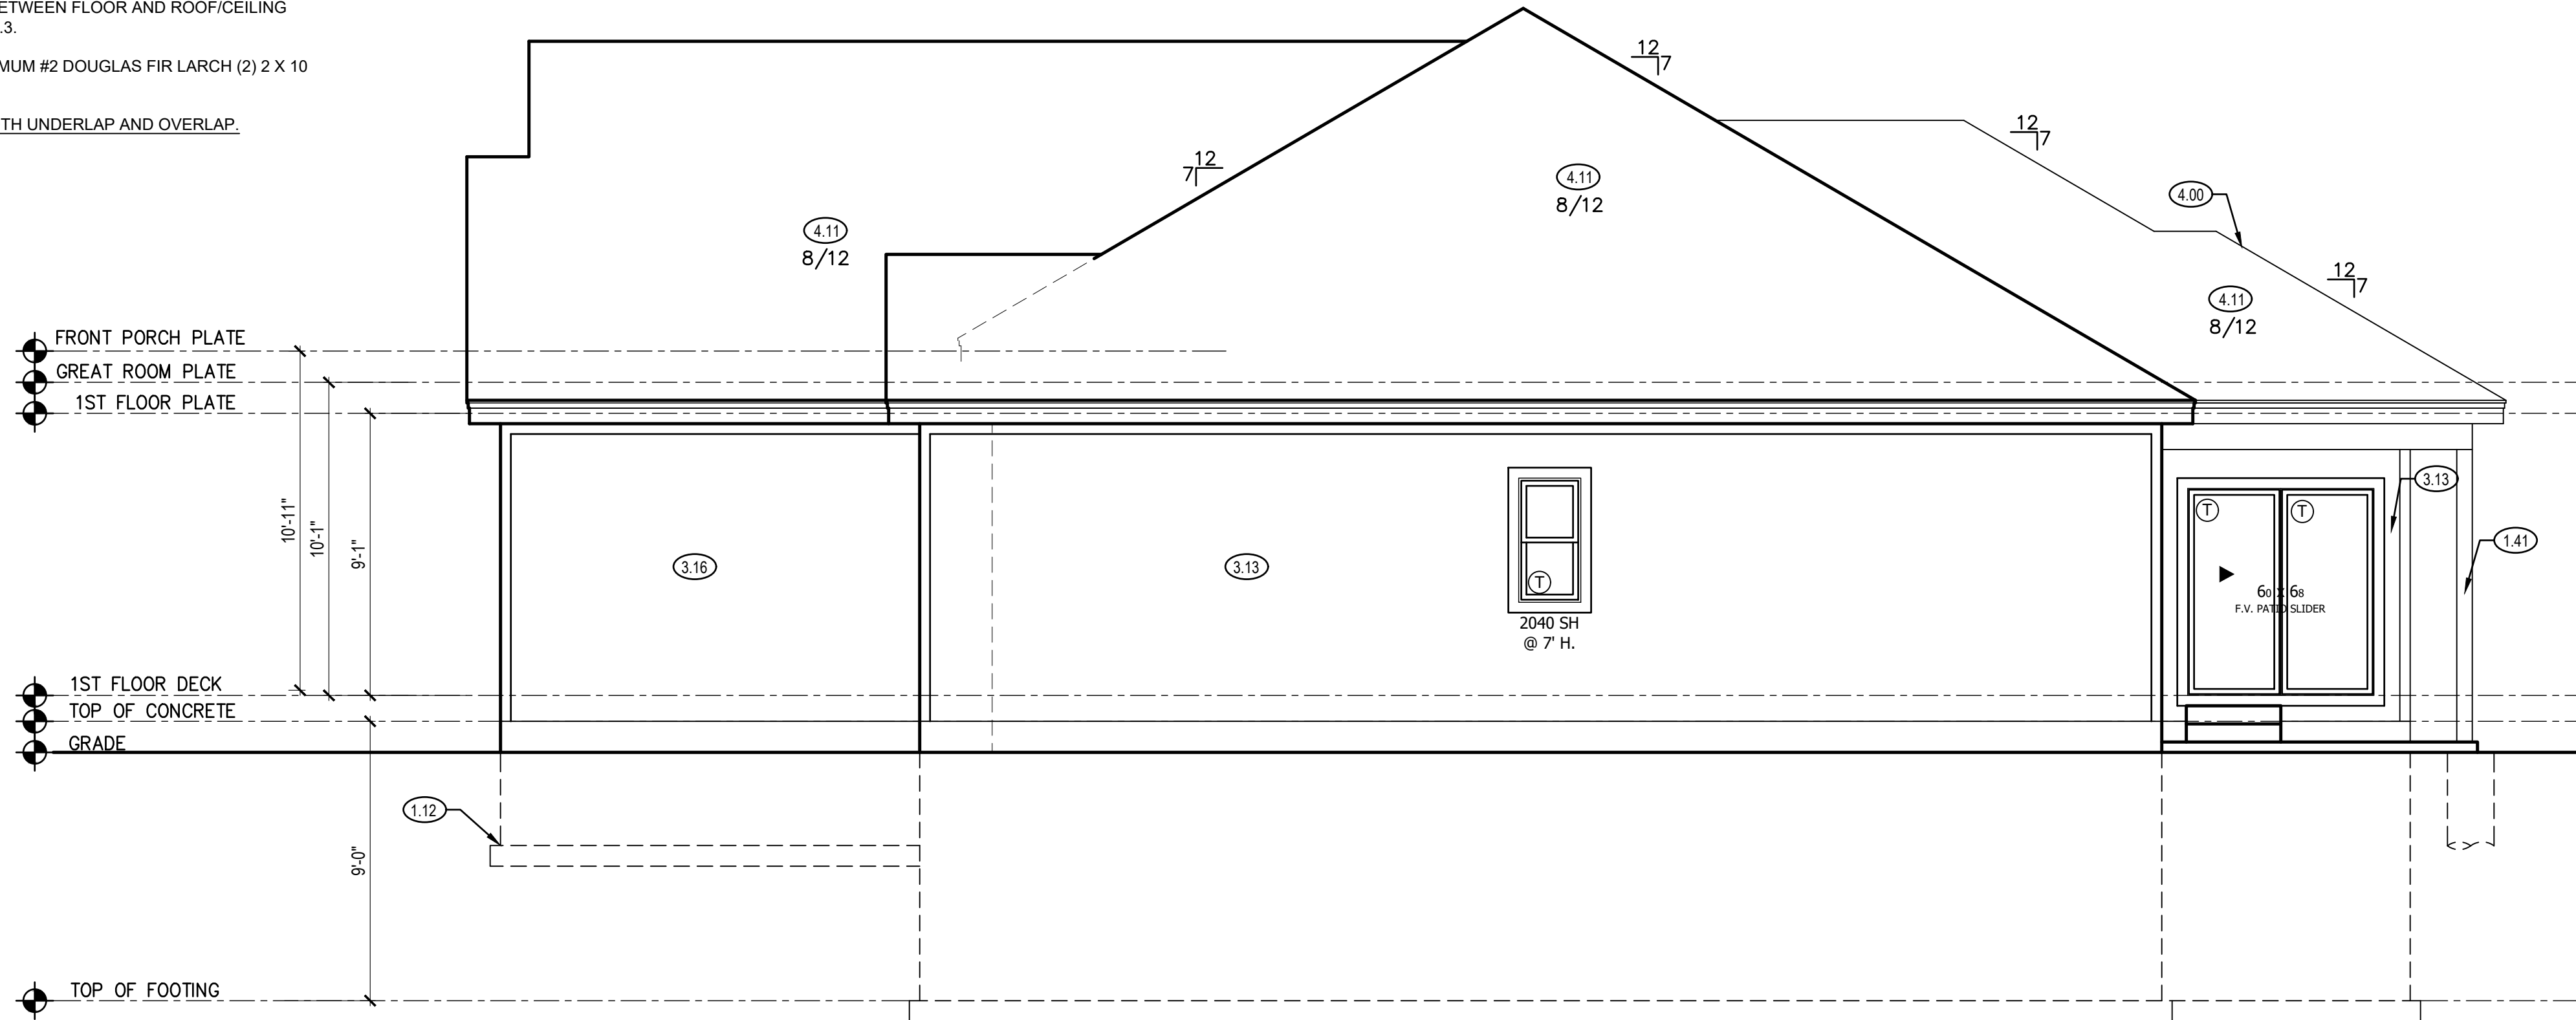 ETWEEN FLOOR AND ROOF/CEILING
.3.
MUM #2 DOUGLAS FIR LARCH (2) 2 X 10
TH UNDERLAP AND OVERLAP.
12
7
12
7
12
7
4.11
8/12
4.00
4.11
8/12
12
7
4.11
8/12
FRONT PORCH PLATE
GREAT ROOM PLATE
1ST FLOOR PLATE
10'-11"
10'-1"
9'-1"
3.16
3.13
T
2040 SH
@ 7' H.
T
T
60 X 68
F.V. PATIO SLIDER
3.13
1.41
1ST FLOOR DECK
TOP OF CONCRETE
GRADE
1.12
9'-0"
TOP OF FOOTING